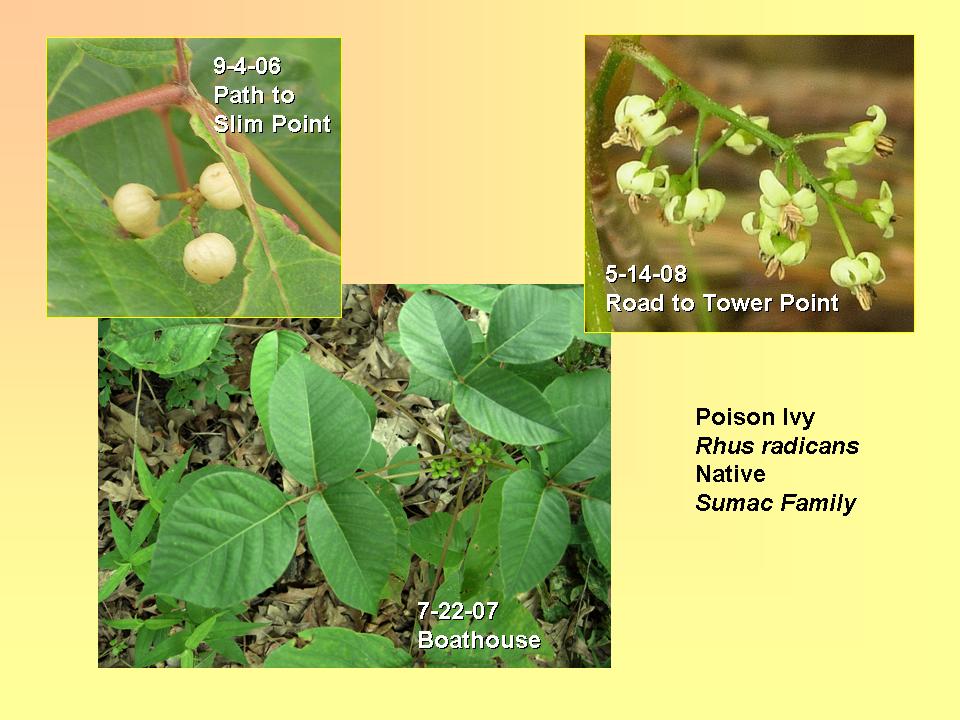 9-4-06
Path to
Slim Point
5-14-08
Road to Tower Point
Poison Ivy
Rhus radicans
Native
Sumac Family
7-22-07
Boathouse